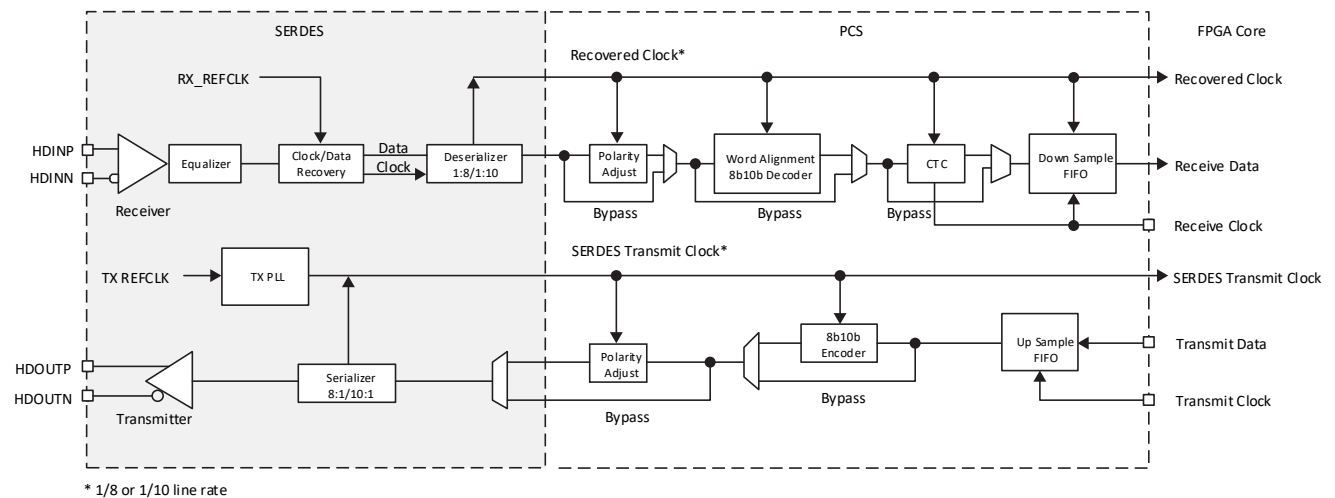 SERDES
PCS
FPGA Core
Recovered Clock*
RX_REFCLK
Recovered Clock
HDINP
HDINN
Equalizer
Clock/Data
Recovery
Data
Clock
Deserializer
1:8/1:10
Polarity
Adjust
Word Alignment
8b10b Decoder
CTC
Down Sample
FIFO
Receive Data
Receiver
Bypass
Bypass
Bypass
Receive Clock
SERDES Transmit Clock*
TX REFCLK
TX PLL
SERDES Transmit Clock
HDOUTP
HDOUTN
Transmitter
Serializer
8:1/10:1
Polarity
Adjust
Bypass
8b10b
Encoder
Bypass
Up Sample
FIFO
Transmit Data
Transmit Clock
* 1/8 or 1/10 line rate